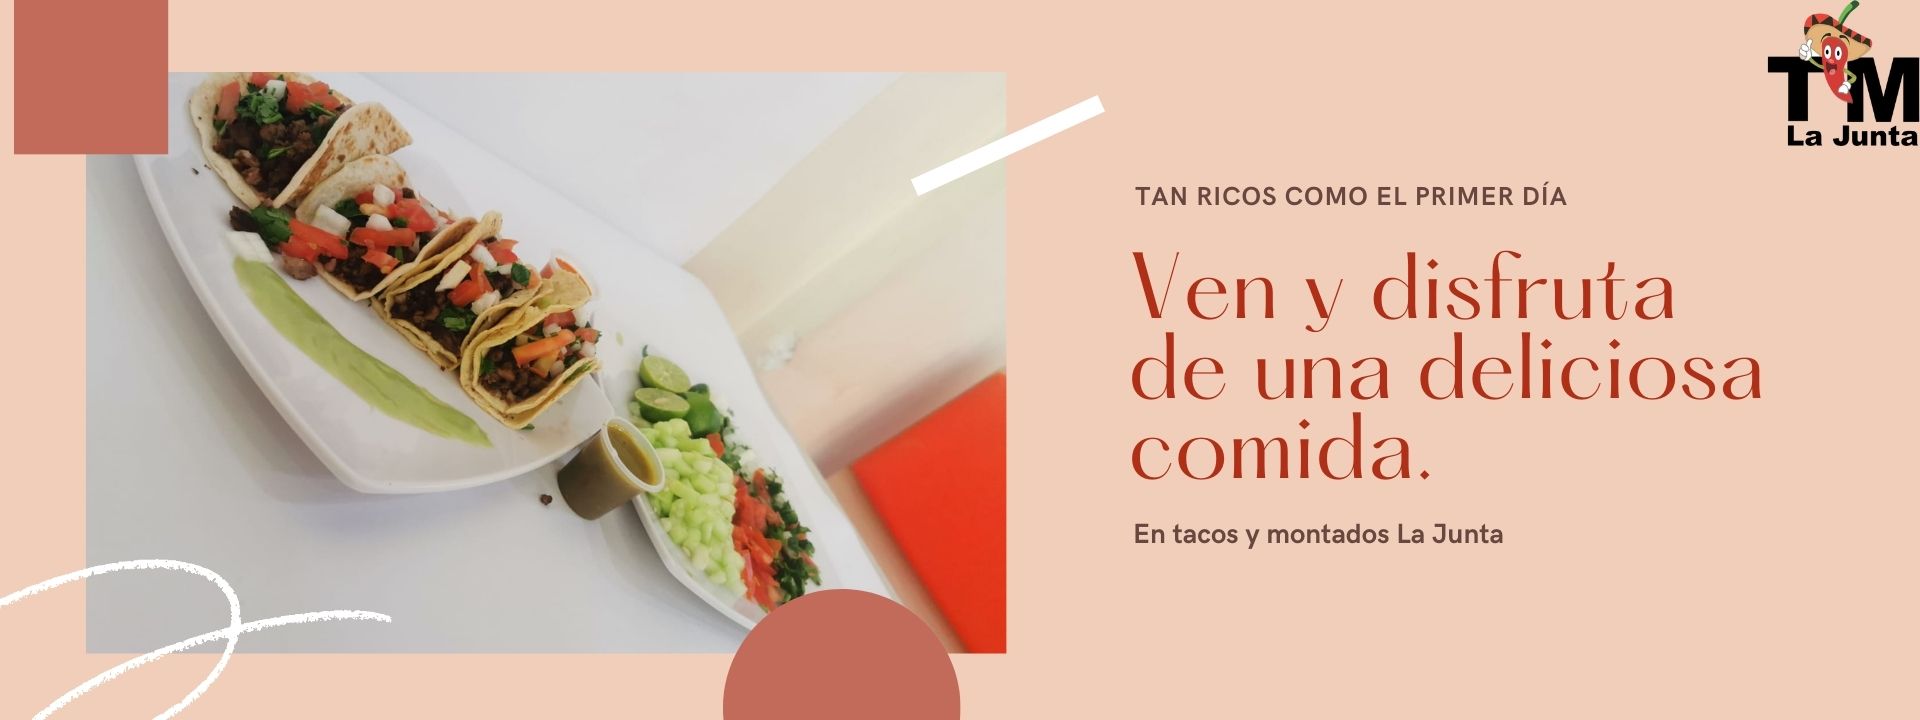 TM
La Junta
TAN RICOS COMO EL PRIMER DÍA
Ven y disfruta
de una deliciosa
comida.
En tacos y montados La Junta